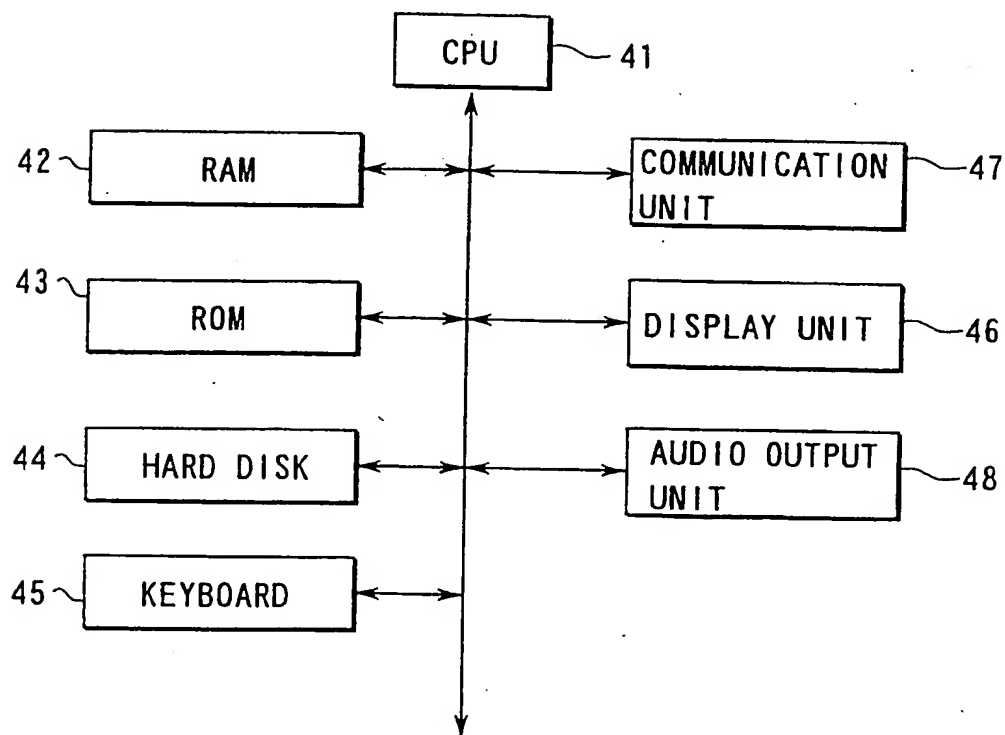 CPU
41
42
RAM
COMMUNICATION
UNIT
47
43
ROM
DISPLAY UNIT
46
44
HARD DISK
AUDIO OUTPUT
UNIT
48
45
KEYBOARD